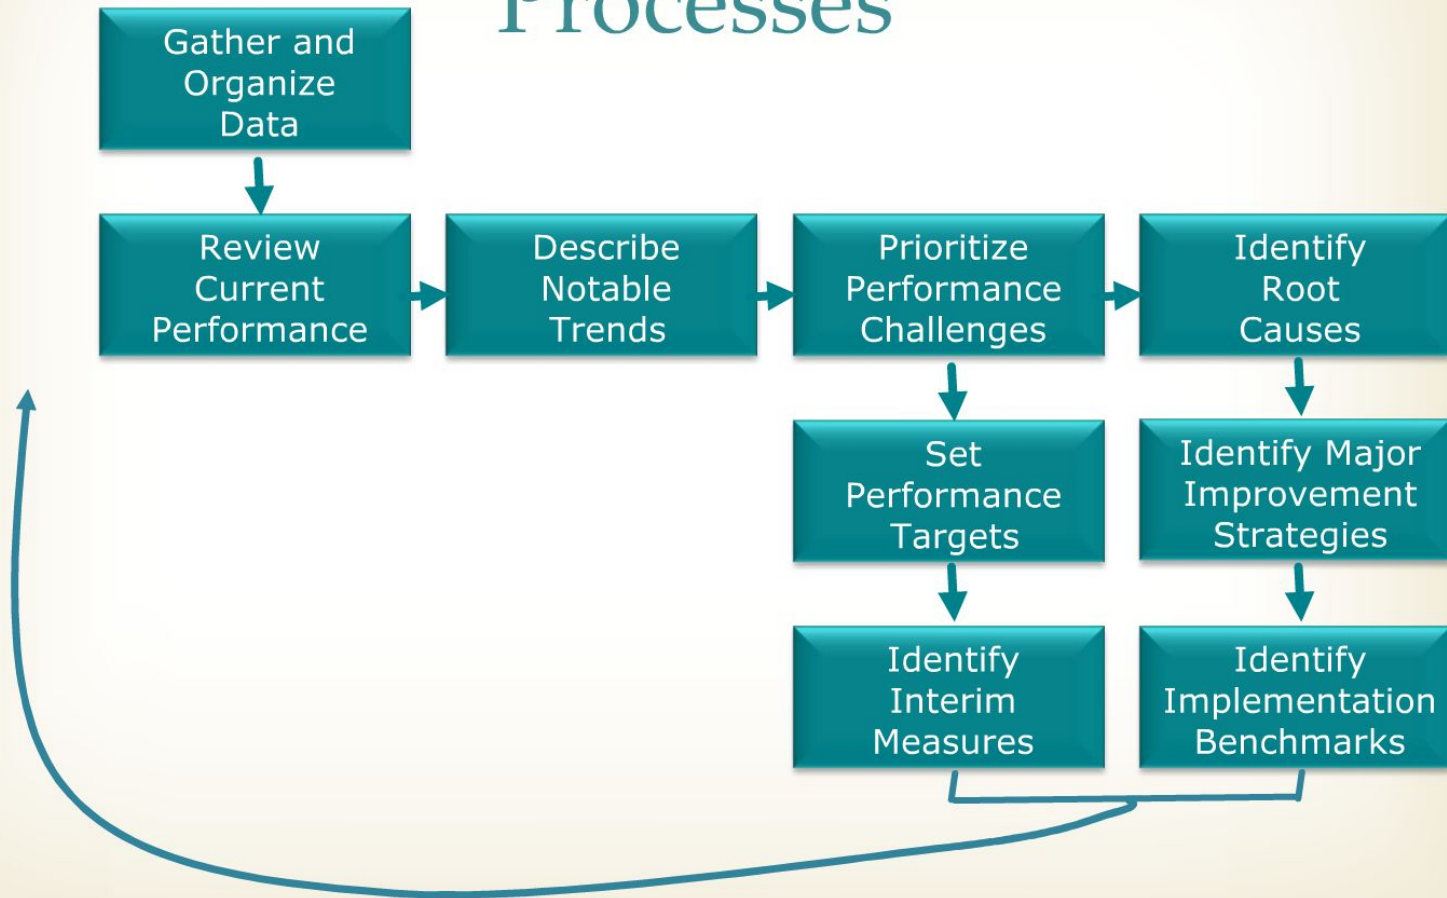 Processes
Gather and
Organize
Data
Review
Current
Performance
Describe
Notable
Trends
Prioritize
Performance
Challenges
Identify
Root
Causes
Set
Performance
Targets
Identify Major
Improvement
Strategies
Identify
Interim
Measures
Identify
Implementation
Benchmarks